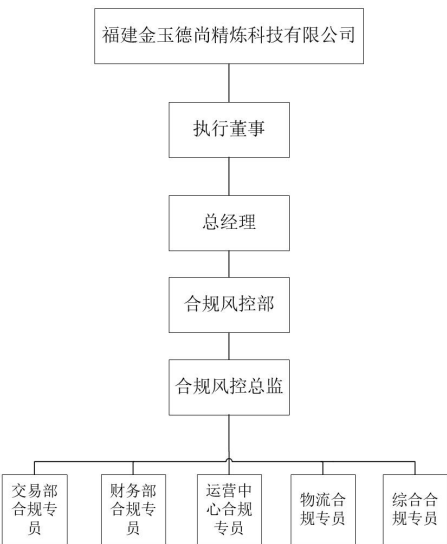 福建金玉德尚精炼科技有限公司
执行董事
总经理
合规风控部
合规风控总监
交易部
合规专
员
财务部
合规专
员
运营中
心合规
专员
物流合
规专员
综合合
规专员